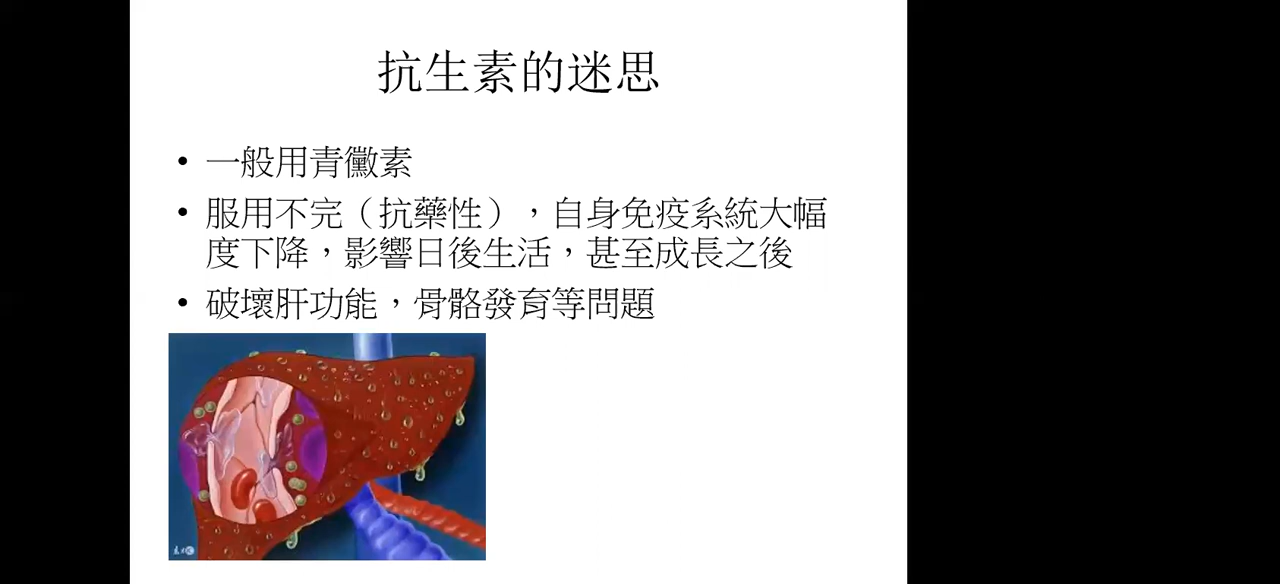 抗生素的迷思
• 一般用青黴素
• 服用不完（抗藥性），自身免疫系統大幅
度下降，影響日後生活，甚至成長之後
• 破壞肝功能，骨骼發育等問題